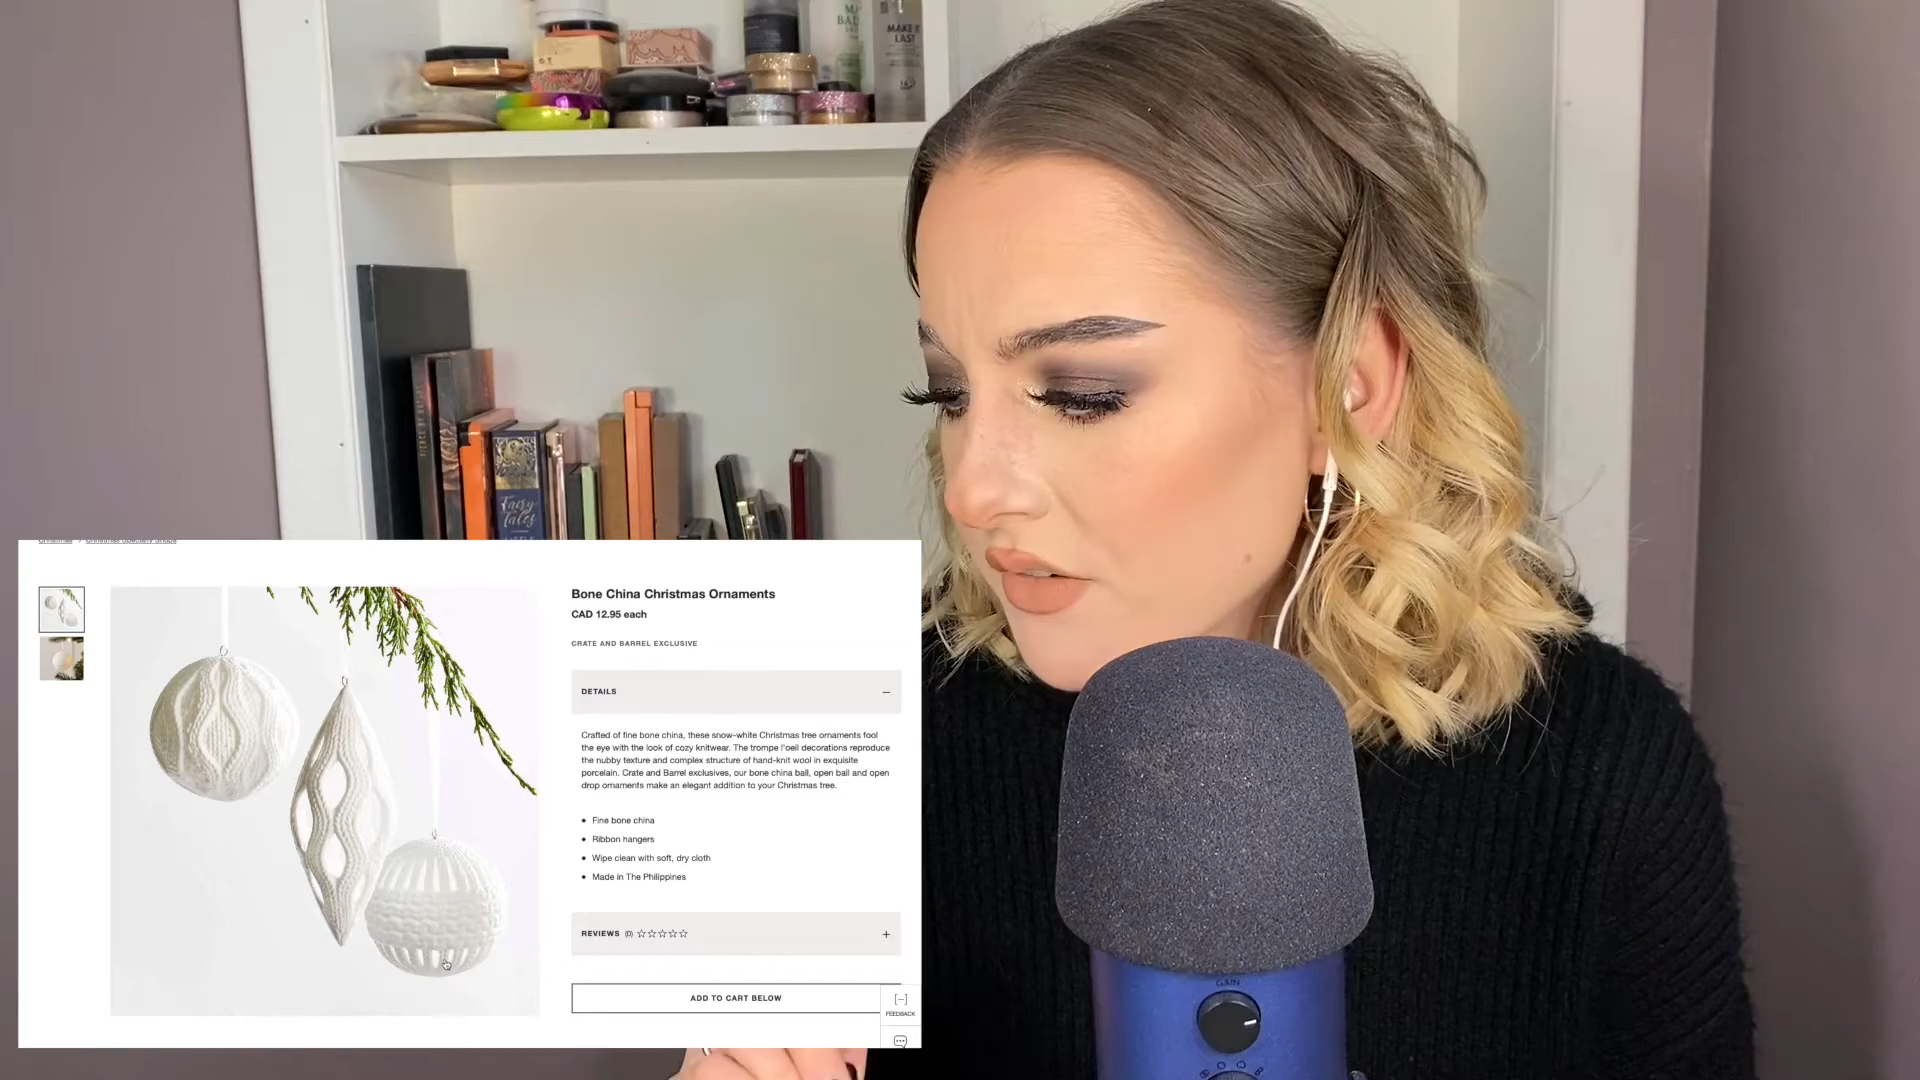 MAKE IT
LAST
Fairy
Tales
Bone China Christmas Ornaments
CAD 12.95 each
CRATE AND BARREL EXCLUSIVE
DETAILS
Crafted of fine bone china, these snow-white Christmas tree ornaments fool
the eye with the look of cozy knitwear. The trompe l'oeil decorations reproduce
the nubby texture and complex structure of hand-knit wool in exquisite
porcelain. Crate and Barrel exclusives, our bone china ball, open ball and open
drop ornaments make an elegant addition to your Christmas tree.
• Fine bone china
• Ribbon hangers
• Wipe clean with soft, dry cloth
• Made in The Philippines
REVIEWS (0)
ADD TO CART BELOW
FEEDBACK
GAIN